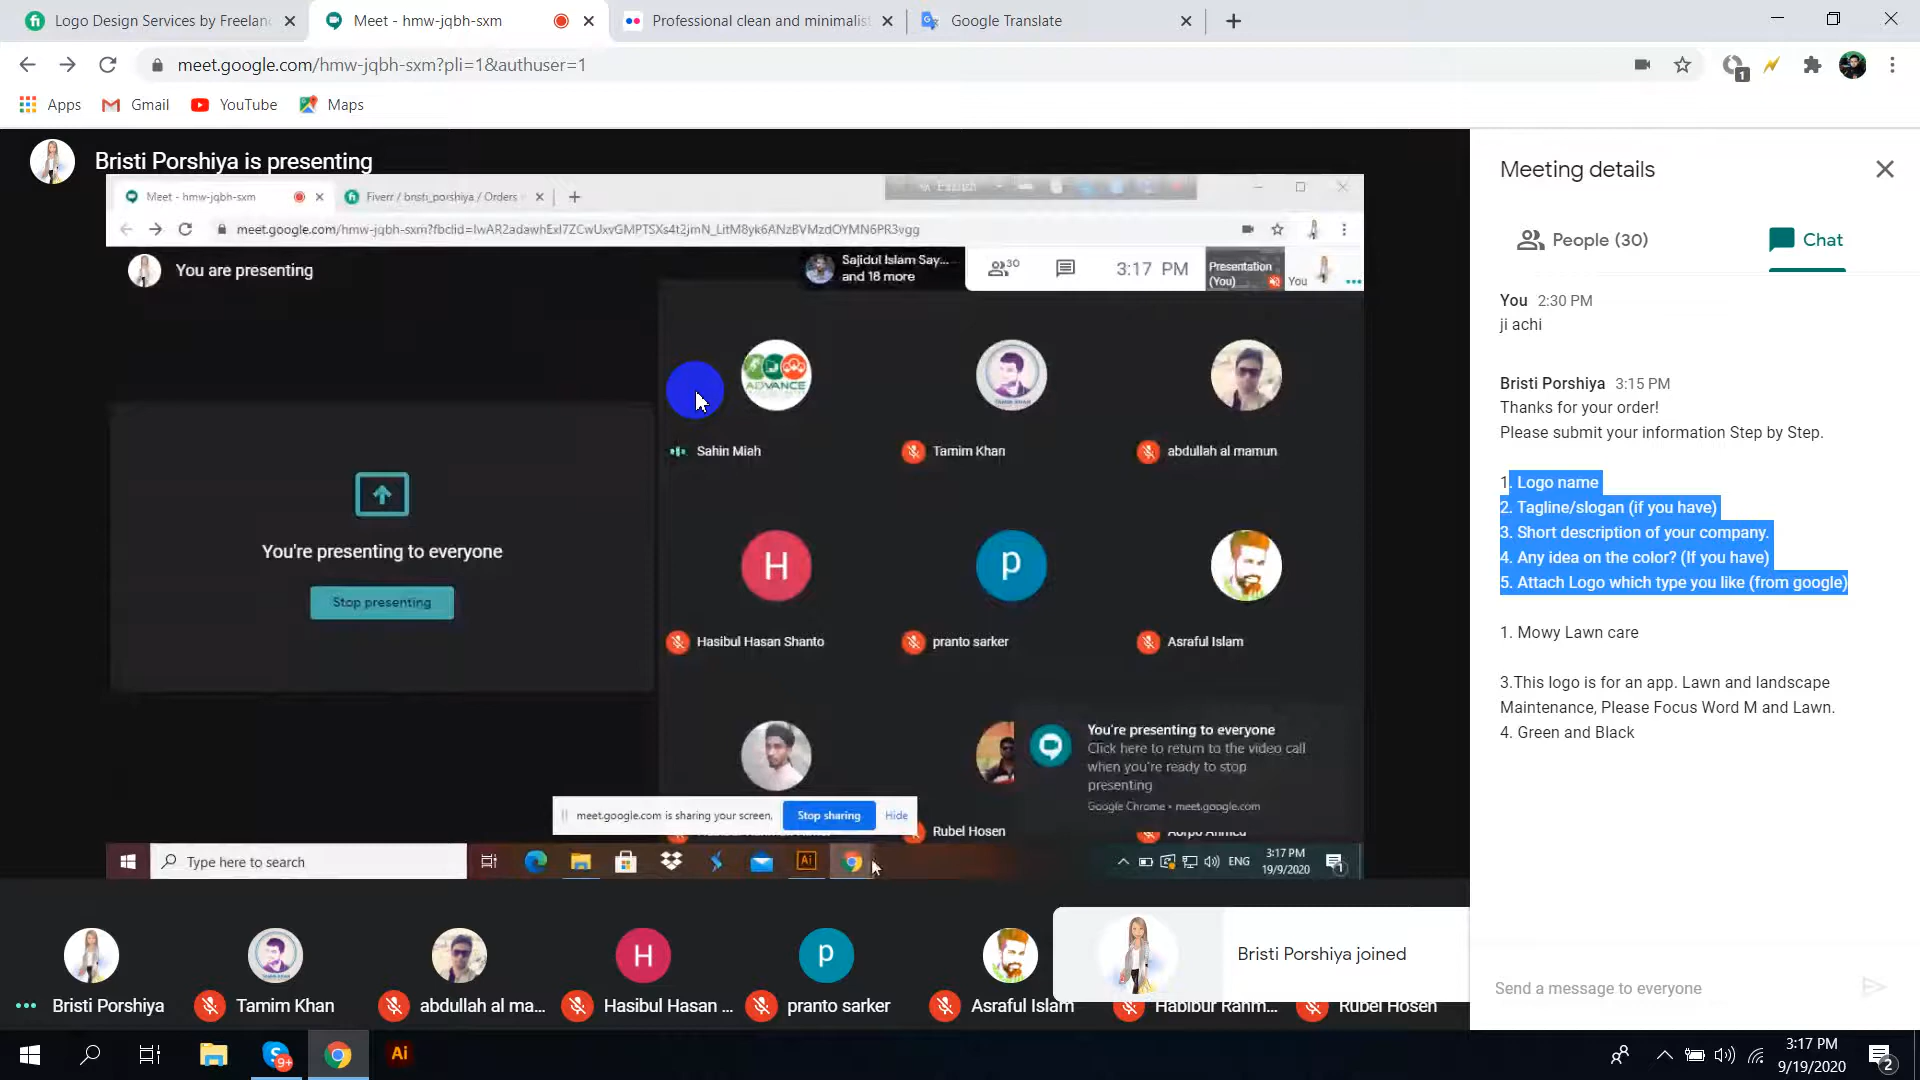 Logo Design Services by Freelan
Meet - hmw-jqbh-sxm
Professional clean and minimalis
Google Translate
meet.google.com/hmw-jqbh-sxm?pli=1&authuser=1
1
Apps
Gmail
YouTube
Maps
Bristi Porshiya is presenting
Meet - hmw-jqbh-sxm
Fiverr / bristi_porshiya / Orders
You are presenting
Sajidul Islam Say...
and 18 more
30
3:17 PM
Presentation
(You)
You
ADVANCE
Sahin Miah
Tamim Khan
abdullah al mamun
You're presenting to everyone
Stop presenting
H
p
Hasibul Hasan Shanto
pranto sarker
Asraful Islam
You're presenting to everyone
Click here to return to the video call
when you're ready to stop
presenting
Google Chrome • meet.google.com
meet.google.com is sharing your screen.
Stop sharing
Hide
Rubel Hosen
Type here to search
Ai
ENG
3:17 PM
19/9/2020
1
H
p
Bristi Porshiya joined
Bristi Porshiya
Tamim Khan
abdullah al ma...
Hasibul Hasan ...
pranto sarker
Asraful Islam
Habibur Rahm...
Rubel Hosen
Meeting details
People (30)
Chat
You 2:30 PM
ji achi
Bristi Porshiya 3:15 PM
Thanks for your order!
Please submit your information Step by Step.
1. Logo name
2. Tagline/slogan (if you have)
3. Short description of your company.
4. Any idea on the color? (If you have)
5. Attach Logo which type you like (from google)
1. Mowy Lawn care
3.This logo is for an app. Lawn and landscape
Maintenance, Please Focus Word M and Lawn.
4. Green and Black
Send a message to everyone
9+
Ai
3:17 PM
9/19/2020
2